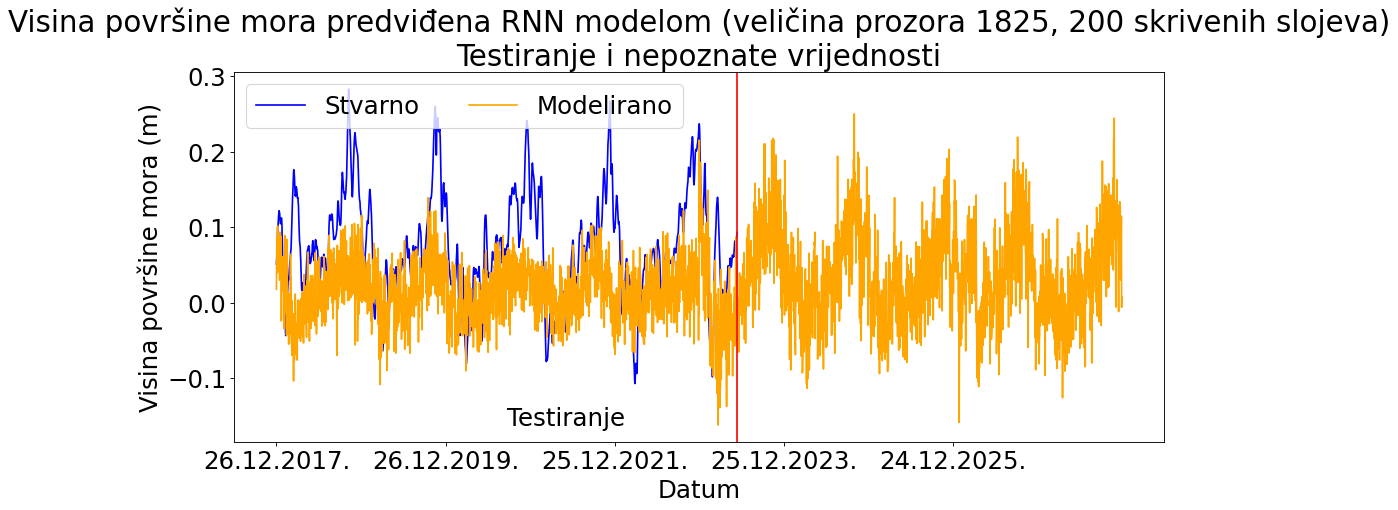 Visina površine mora predviđena RNN modelom (veličina prozora 1825, 200 skrivenih slojeva)
Testiranje i nepoznate vrijednosti
Stvarno
Modelirano
Visina površine mora (m)
0.3
0.2
0.1
0.0
−0.1
Testiranje
26.12.2017.
26.12.2019.
25.12.2021.
25.12.2023.
24.12.2025.
Datum